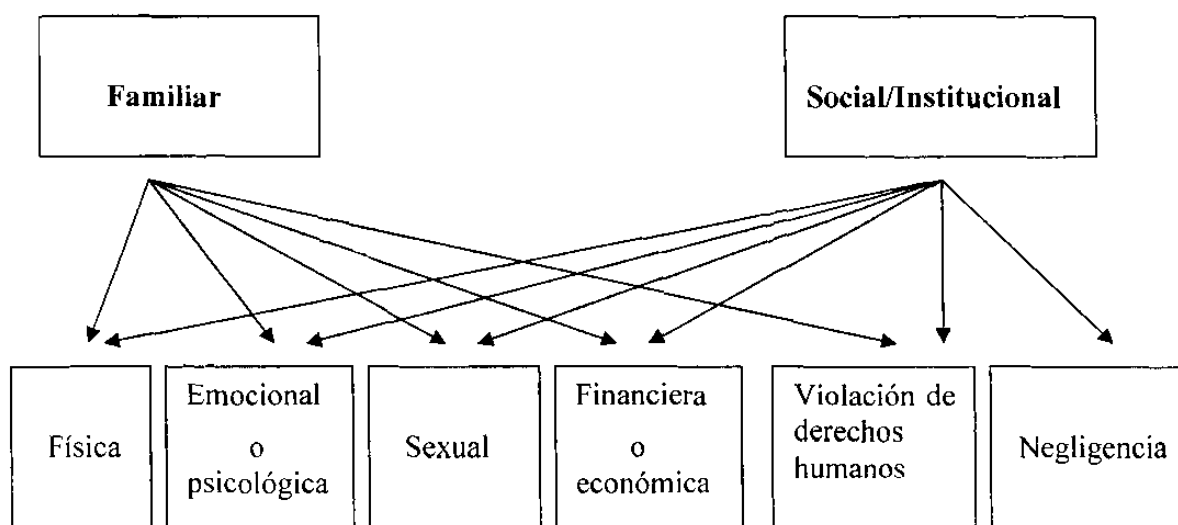 Familiar
Social/Institucional
Física
Emocional
o
psicológica
Sexual
Financiera
o
económica
Violación de
derechos
humanos
Negligencia